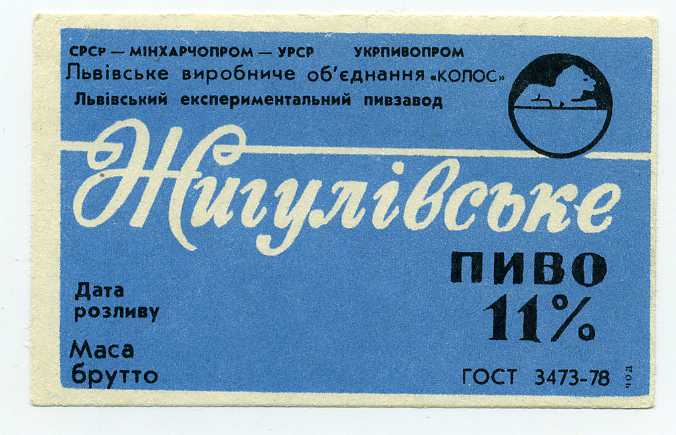 СРСР — МІНХАРЧОПРОМ — УРСР УКРПИВОПРОМ
Львівське виробниче об'єднання «КОЛОС»
Львівський експериментальний пивзавод
Жигулівське
ПИВО
11%
Дата
розливу
Маса
брутто
ГОСТ 3473-78
ЧОД